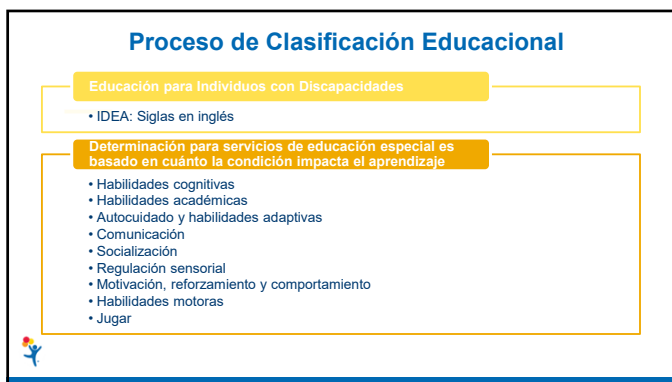 Proceso de Clasificación Educacional
Educación para Individuos con Discapacidades
• IDEA: Siglas en inglés
Determinación para servicios de educación especial es
basado en cuánto la condición impacta el aprendizaje
• Habilidades cognitivas
• Habilidades académicas
• Autocuidado y habilidades adaptivas
• Comunicación
• Socialización
• Regulación sensorial
• Motivación, reforzamiento y comportamiento
• Habilidades motoras
• Jugar